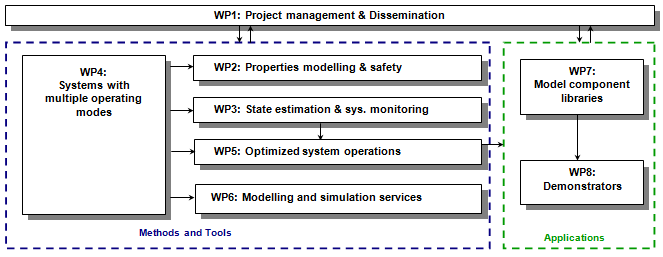 WP1: Project management & Dissemination
WP4:
Systems with
multiple operating
modes
WP2: Properties modelling & safety
WP3: State estimation & sys. monitoring
WP5: Optimized system operations
WP6: Modelling and simulation services
Methods and Tools
WP7:
Model component
libraries
WP8:
Demonstrators
Applications